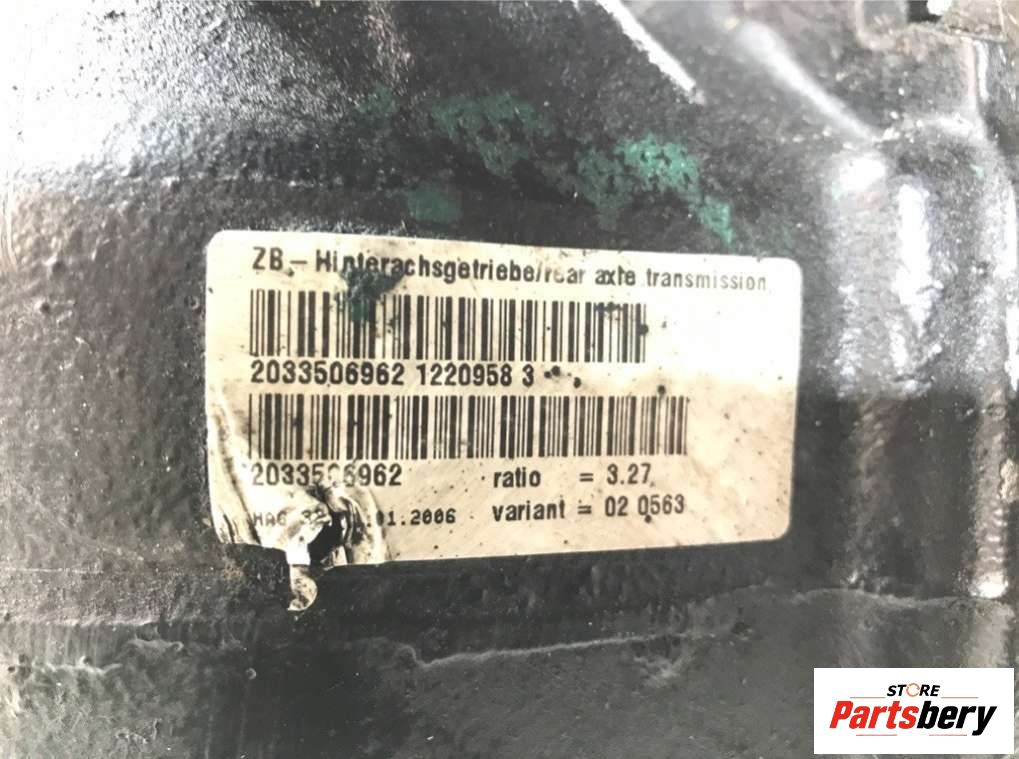 ZB.- Hinterachsgetriebe/rear axle transmission
2033506962 1220958 3
2033506962 ratio = 3.27
HAG .01.2006 variant = 02 0563
STORE
Partsbery